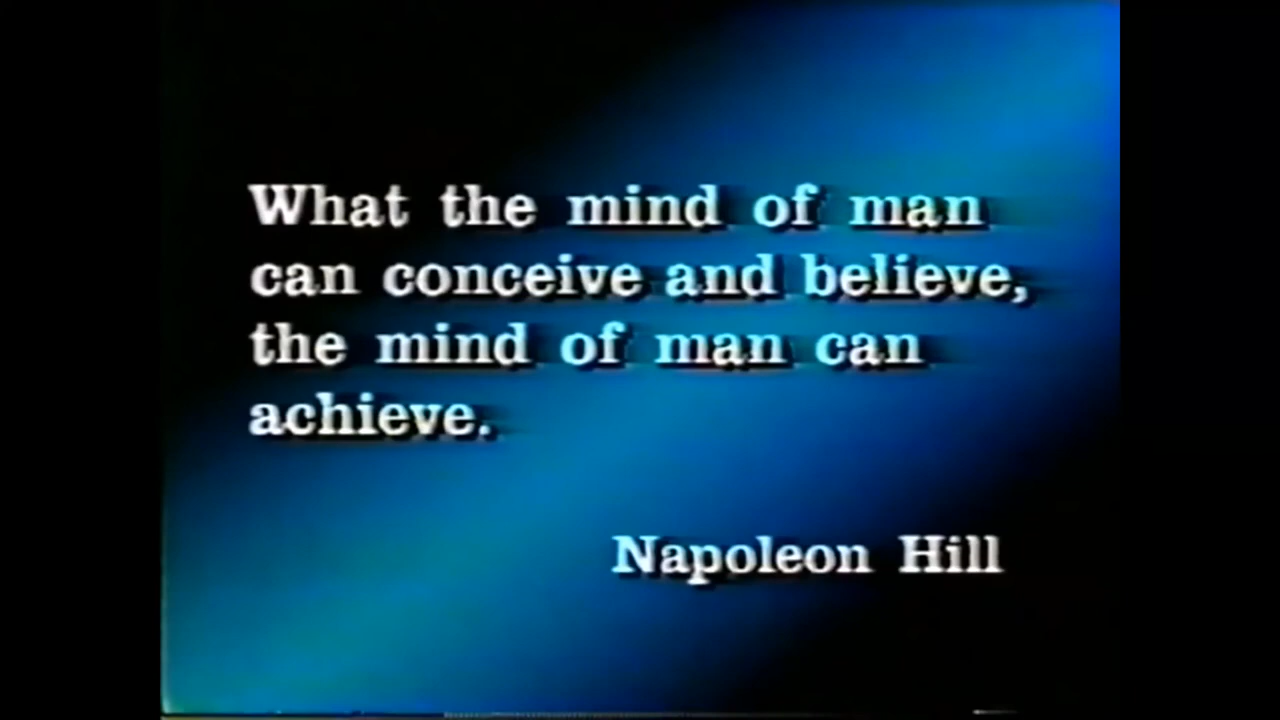 What the mind of man
can conceive and believe,
the mind of man can
achieve.
Napoleon Hill